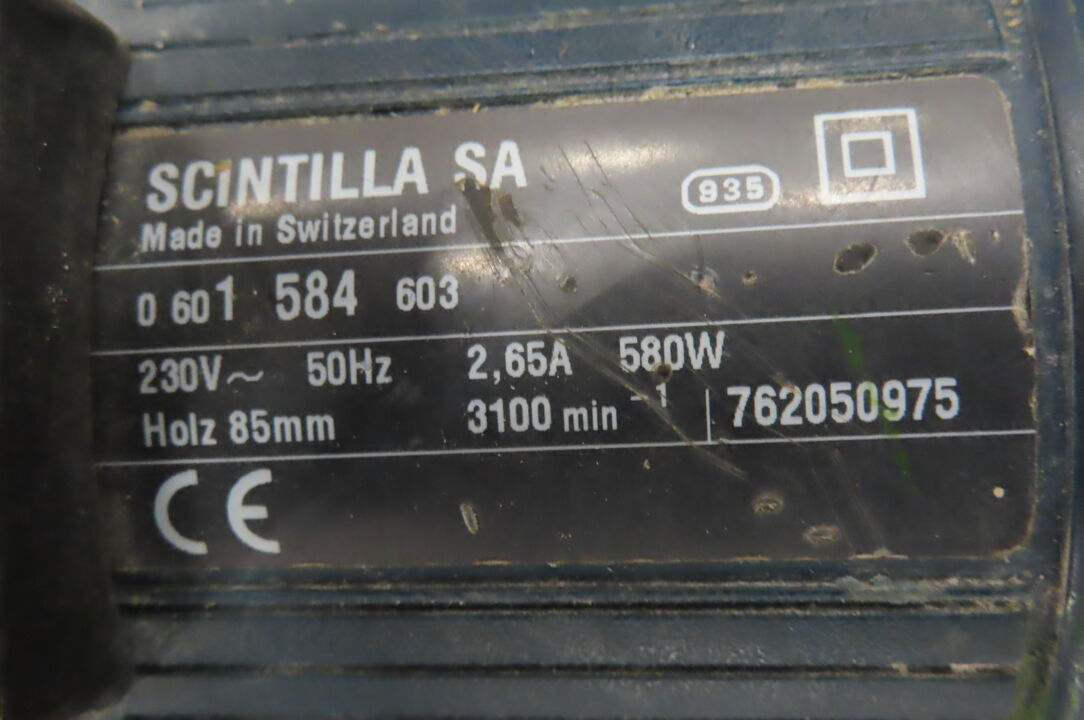 SCINTILLA SA
935
Made in Switzerland
0 601 584 603
230V~ 50Hz 2,65A 580W
Holz 85mm 3100 min⁻¹ 762050975
CE